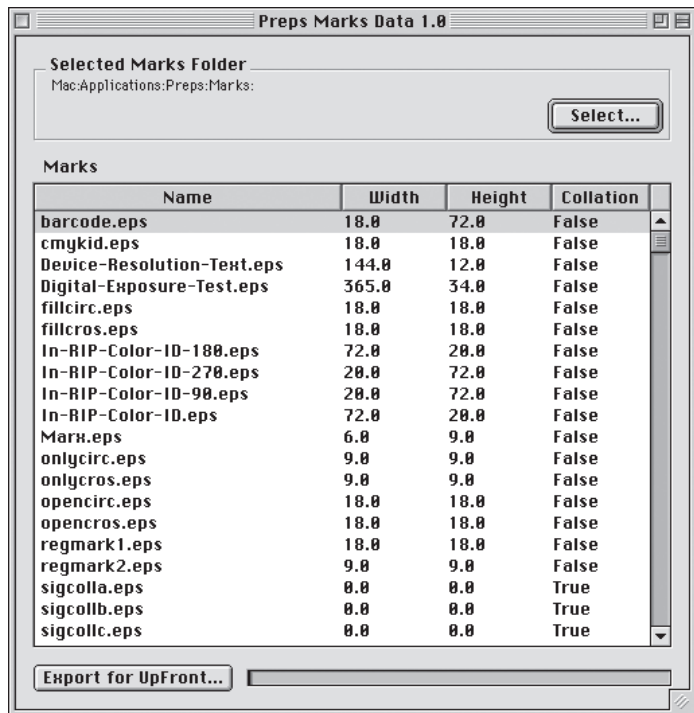 Preps Marks Data 1.0
Selected Marks Folder
Mac:Applications:Preps:Marks:
Select...
Marks
Name Width Height Collation
barcode.eps 18.0 72.0 False
cmykid.eps 18.0 18.0 False
Device-Resolution-Text.eps 144.0 12.0 False
Digital-Exposure-Test.eps 365.0 34.0 False
fillcirc.eps 18.0 18.0 False
fillcros.eps 18.0 18.0 False
In-RIP-Color-ID-180.eps 72.0 20.0 False
In-RIP-Color-ID-270.eps 20.0 72.0 False
In-RIP-Color-ID-90.eps 20.0 72.0 False
In-RIP-Color-ID.eps 72.0 20.0 False
Marx.eps 6.0 9.0 False
onlycirc.eps 9.0 9.0 False
onlycros.eps 9.0 9.0 False
opencirc.eps 18.0 18.0 False
opencros.eps 18.0 18.0 False
regmark1.eps 18.0 18.0 False
regmark2.eps 9.0 9.0 False
sigcolla.eps 0.0 0.0 True
sigcollb.eps 0.0 0.0 True
sigcollc.eps 0.0 0.0 True
Export for UpFront...